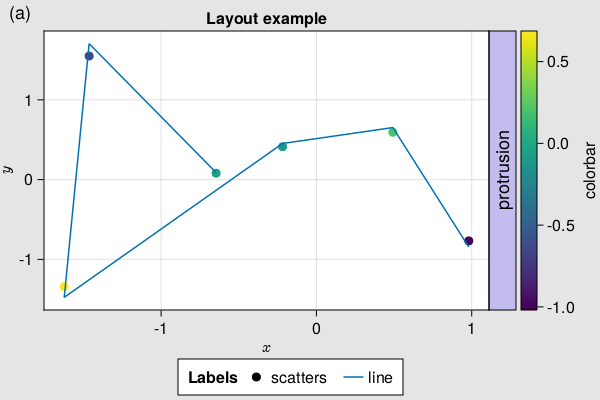 (a)
Layout example
y
1
0
-1
-1
0
1
x
protrusion
0.5
0.0
-0.5
-1.0
colorbar
Labels scatters line